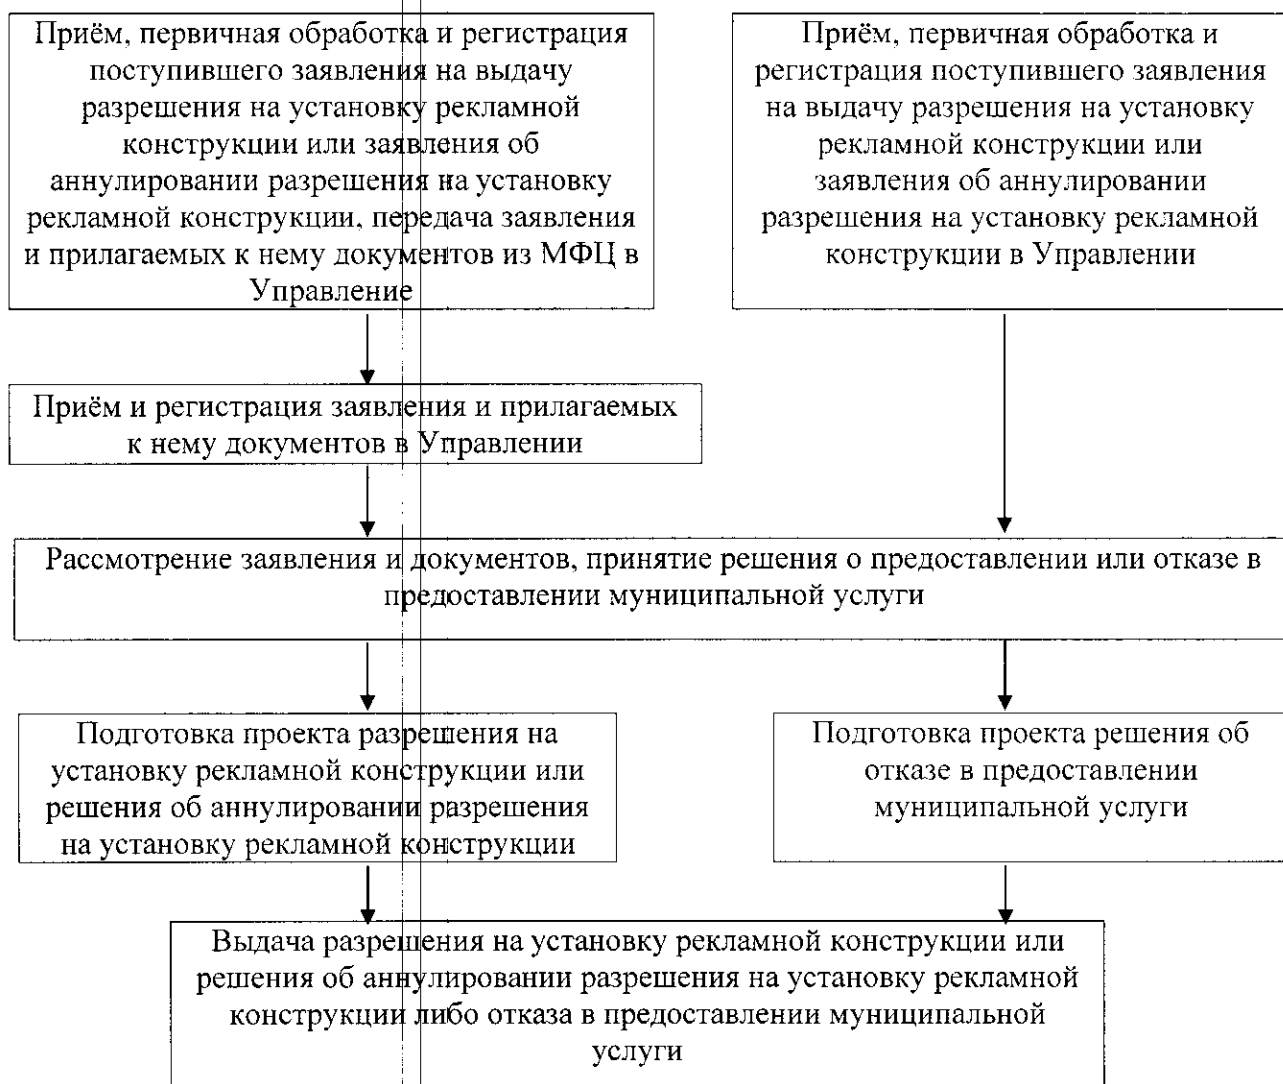 Приём, первичная обработка и регистрация
поступившего заявления на выдачу
разрешения на установку рекламной
конструкции или заявления об
аннулировании разрешения на установку
рекламной конструкции, передача заявления
и прилагаемых к нему документов из МФЦ в
Управление
Приём, первичная обработка и
регистрация поступившего заявления
на выдачу разрешения на установку
рекламной конструкции или
заявления об аннулировании
разрешения на установку рекламной
конструкции в Управлении
Приём и регистрация заявления и прилагаемых
к нему документов в Управлении
Рассмотрение заявления и документов, принятие решения о предоставлении или отказе в
предоставлении муниципальной услуги
Подготовка проекта разрешения на
установку рекламной конструкции или
решения об аннулировании разрешения
на установку рекламной конструкции
Подготовка проекта решения об
отказе в предоставлении
муниципальной услуги
Выдача разрешения на установку рекламной конструкции или
решения об аннулировании разрешения на установку рекламной
конструкции либо отказа в предоставлении муниципальной
услуги